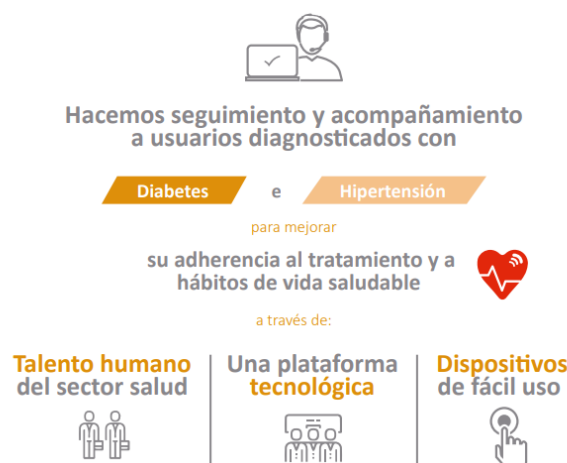 Hacemos seguimiento y acompañamiento
a usuarios diagnosticados con
Diabetes e Hipertensión
para mejorar
su adherencia al tratamiento y a
hábitos de vida saludable
a través de:
Talento humano
del sector salud
Una plataforma
tecnológica
Dispositivos
de fácil uso